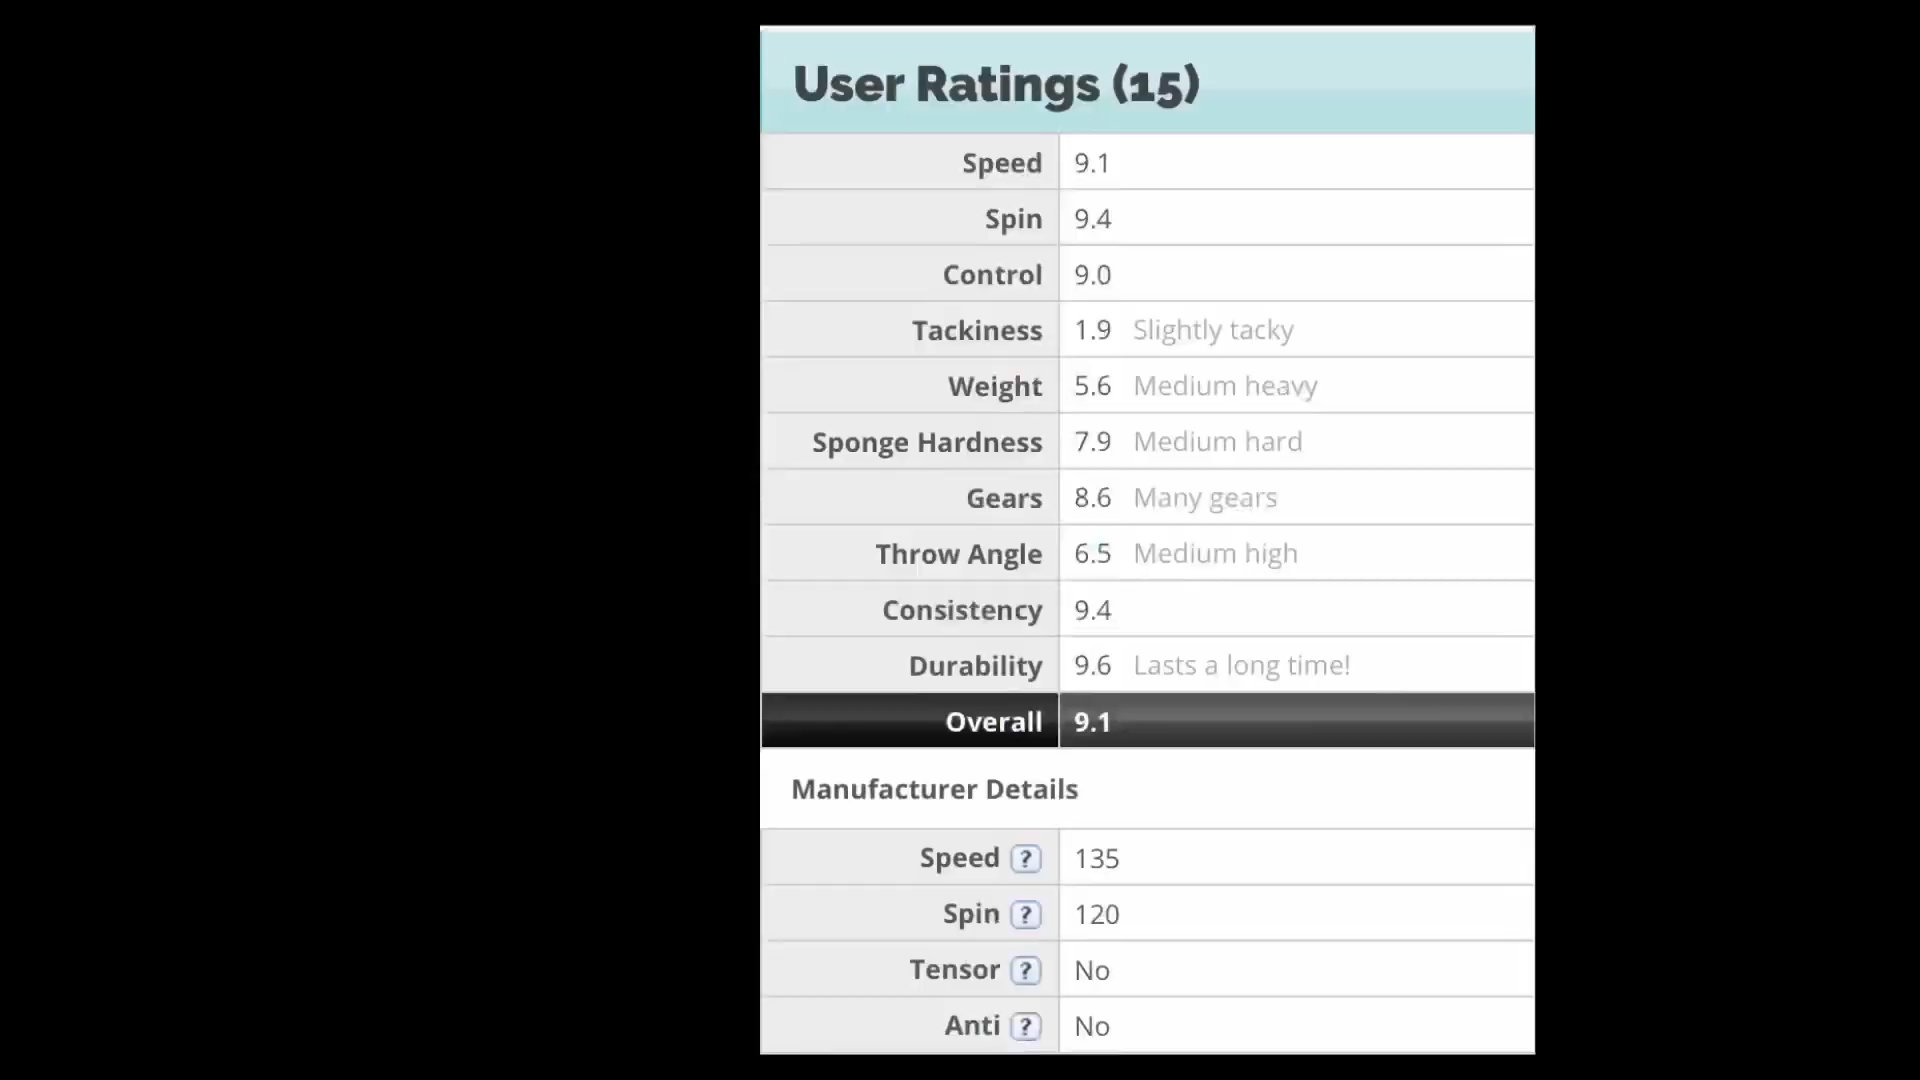 User Ratings (15)
Speed 9.1
Spin 9.4
Control 9.0
Tackiness 1.9 Slightly tacky
Weight 5.6 Medium heavy
Sponge Hardness 7.9 Medium hard
Gears 8.6 Many gears
Throw Angle 6.5 Medium high
Consistency 9.4
Durability 9.6 Lasts a long time!
Overall 9.1
Manufacturer Details
Speed ? 135
Spin ? 120
Tensor ? No
Anti ? No